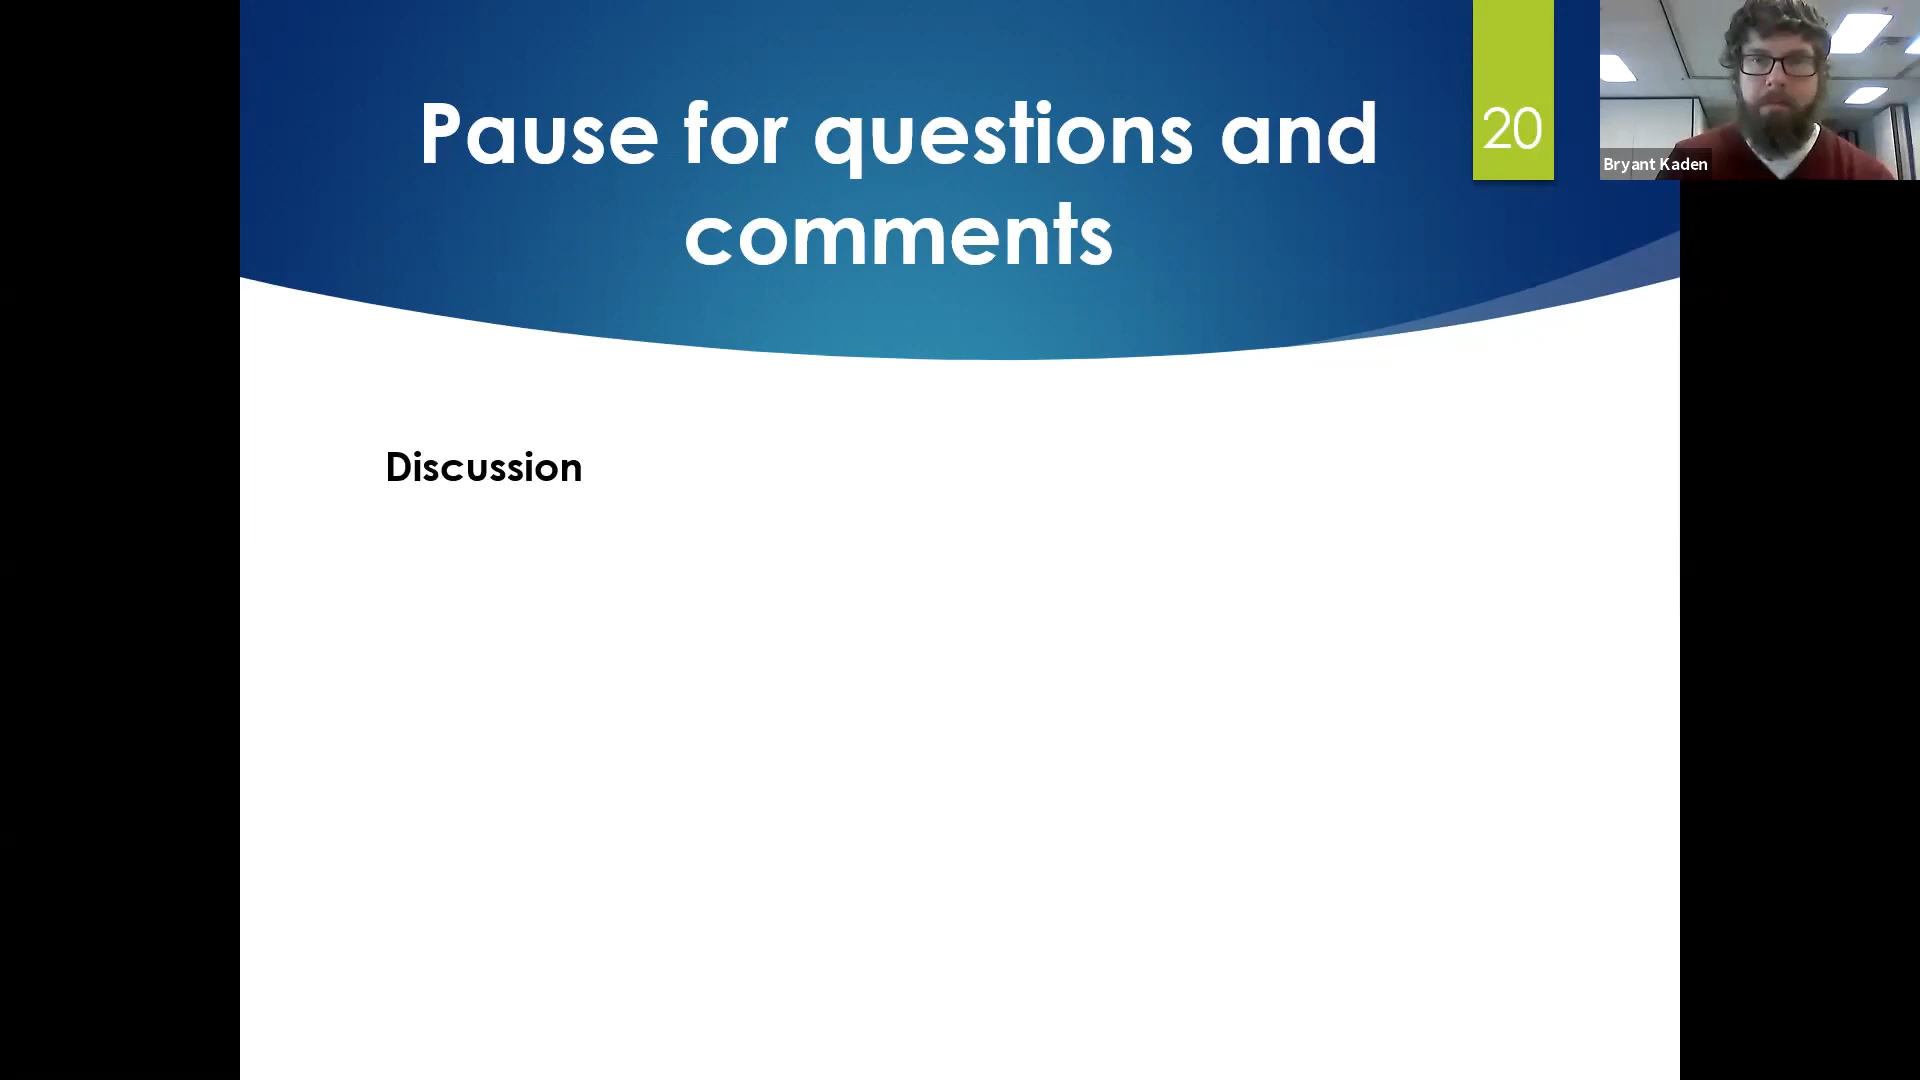 Pause for questions and
comments
20
Bryant Kaden
Discussion